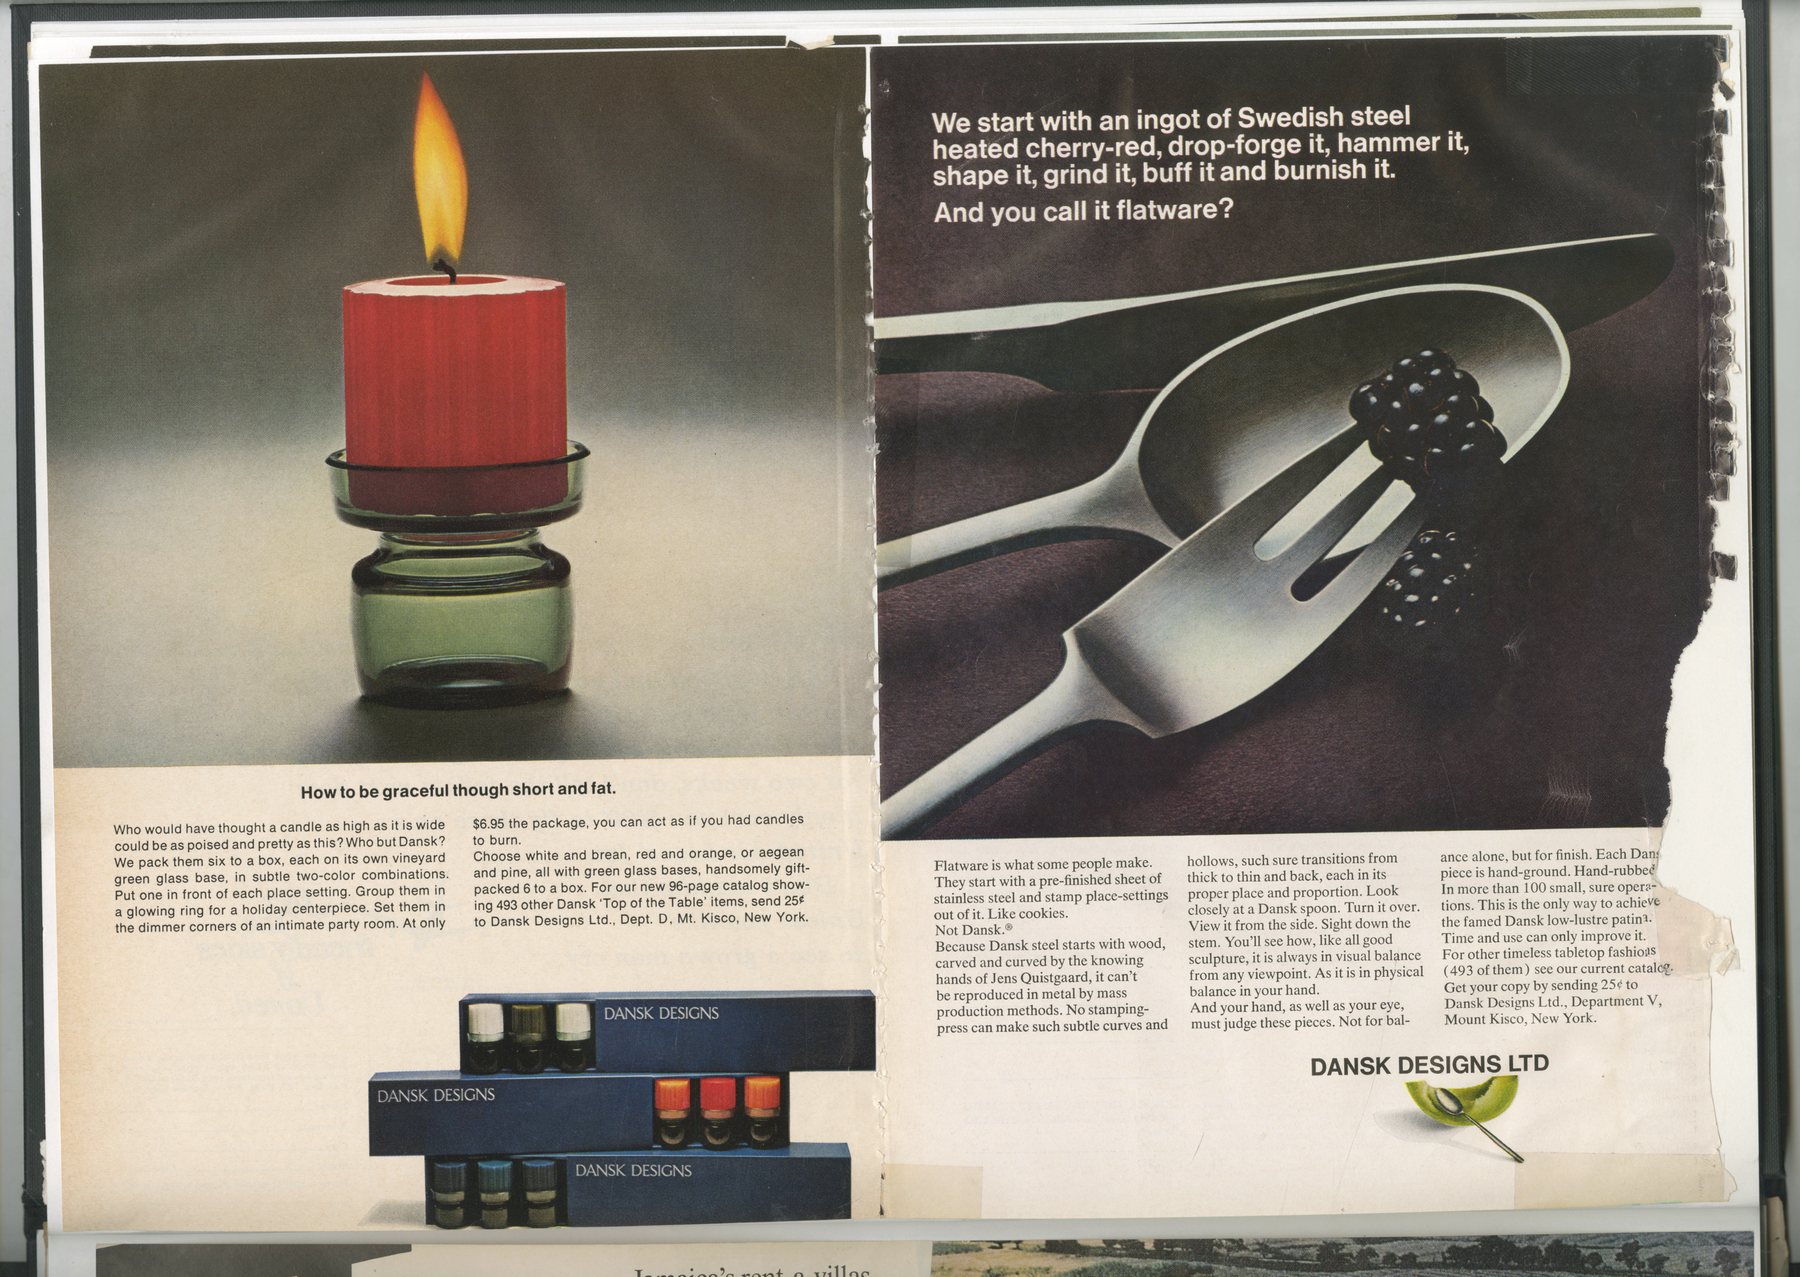 How to be graceful though short and fat.
Who would have thought a candle as high as it is wide
could be as poised and pretty as this? Who but Dansk?
We pack them six to a box, each on its own vineyard
green glass base, in subtle two-color combinations.
Put one in front of each place setting. Group them in
a glowing ring for a holiday centerpiece. Set them in
the dimmer corners of an intimate party room. At only
$6.95 the package, you can act as if you had candles
to burn.
Choose white and brean, red and orange, or aegean
and pine, all with green glass bases, handsomely gift-
packed 6 to a box. For our new 96-page catalog show-
ing 493 other Dansk 'Top of the Table' items, send 25¢
to Dansk Designs Ltd., Dept. D, Mt. Kisco, New York.
DANSK DESIGNS
DANSK DESIGNS
DANSK DESIGNS
We start with an ingot of Swedish steel
heated cherry-red, drop-forge it, hammer it,
shape it, grind it, buff it and burnish it.
And you call it flatware?
Flatware is what some people make.
They start with a pre-finished sheet of
stainless steel and stamp place-settings
out of it. Like cookies.
Not Dansk.®
Because Dansk steel starts with wood,
carved and curved by the knowing
hands of Jens Quistgaard, it can't
be reproduced in metal by mass
production methods. No stamping-
press can make such subtle curves and
hollows, such sure transitions from
thick to thin and back, each in its
proper place and proportion. Look
closely at a Dansk spoon. Turn it over.
View it from the side. Sight down the
stem. You'll see how, like all good
sculpture, it is always in visual balance
from any viewpoint. As it is in physical
balance in your hand.
And your hand, as well as your eye,
must judge these pieces. Not for bal-
ance alone, but for finish. Each Dans
piece is hand-ground. Hand-rubbed
In more than 100 small, sure opera-
tions. This is the only way to achieve
the famed Dansk low-lustre patina.
Time and use can only improve it.
For other timeless tabletop fashions
(493 of them) see our current catalog.
Get your copy by sending 25¢ to
Dansk Designs Ltd., Department V,
Mount Kisco, New York.
DANSK DESIGNS LTD
Jamaica's rent-a-villas